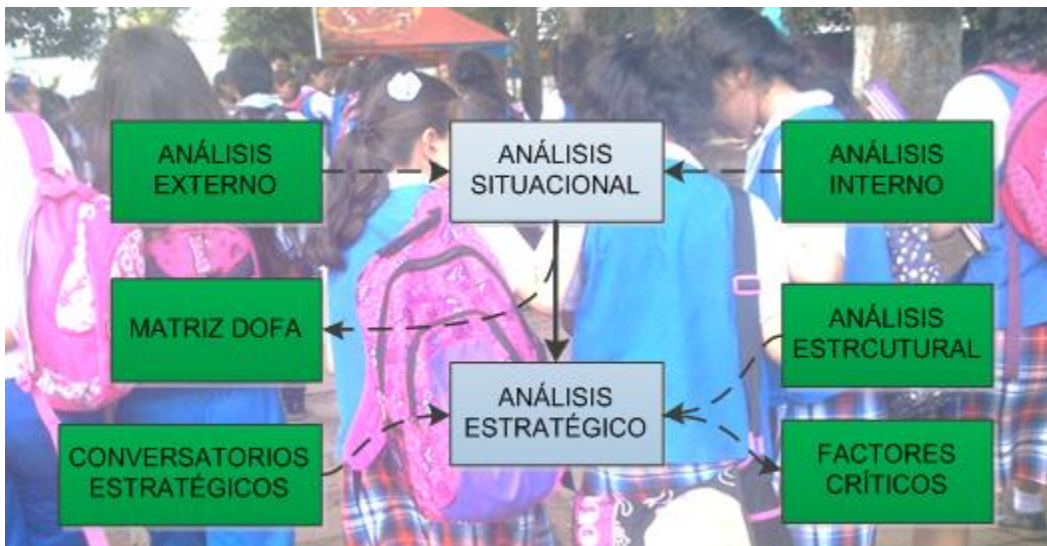 ANÁLISIS
EXTERNO
ANÁLISIS
SITUACIONAL
ANÁLISIS
INTERNO
MATRIZ DOFA
ANÁLISIS
ESTRCUTURAL
ANÁLISIS
ESTRATÉGICO
CONVERSATORIOS
ESTRATÉGICOS
FACTORES
CRÍTICOS